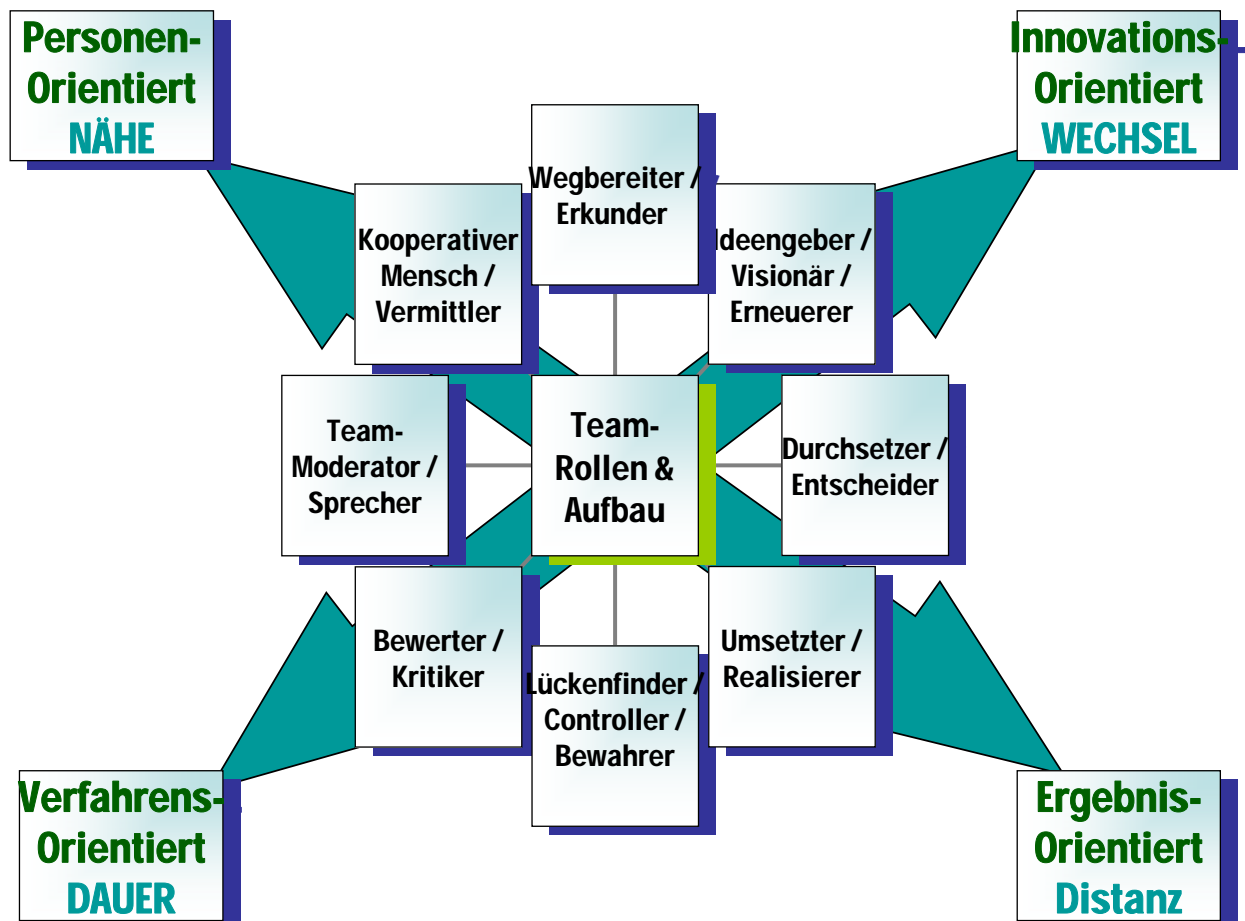 Personen-
Orientiert
NÄHE
Innovations-
Orientiert
WECHSEL
Wegbereiter /
Erkunder
Kooperativer
Mensch /
Vermittler
Ideengeber /
Visionär /
Erneuerer
Team-
Moderator /
Sprecher
Team-
Rollen &
Aufbau
Durchsetzer /
Entscheider
Bewerter /
Kritiker
Lückenfinder /
Controller /
Bewahrer
Umsetzter /
Realisierer
Verfahrens-
Orientiert
DAUER
Ergebnis-
Orientiert
Distanz